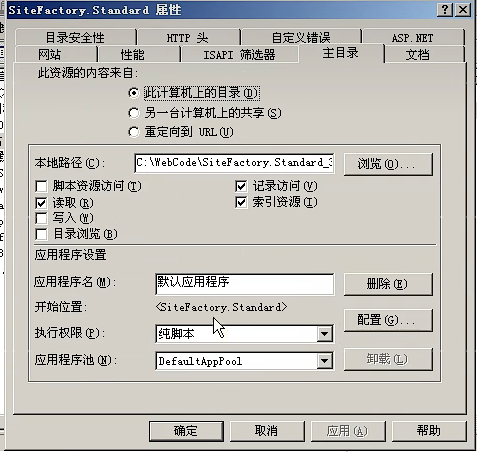 SiteFactory.Standard 属性
目录安全性 HTTP 头 自定义错误 ASP.NET
网站 性能 ISAPI 筛选器 主目录 文档
此资源的内容来自:
此计算机上的目录(D)
另一台计算机上的共享(S)
重定向到 URL(U)
本地路径(C): C:\WebCode\SiteFactory.Standard_3 浏览(O)...
脚本资源访问(T) 记录访问(V)
读取(R) 索引资源(I)
写入(W)
目录浏览(B)
应用程序设置
应用程序名(M): 默认应用程序 删除(E)
开始位置: <SiteFactory.Standard>
配置(G)...
执行权限(P): 纯脚本
应用程序池(N): DefaultAppPool 卸载(L)
确定 取消 应用(A) 帮助